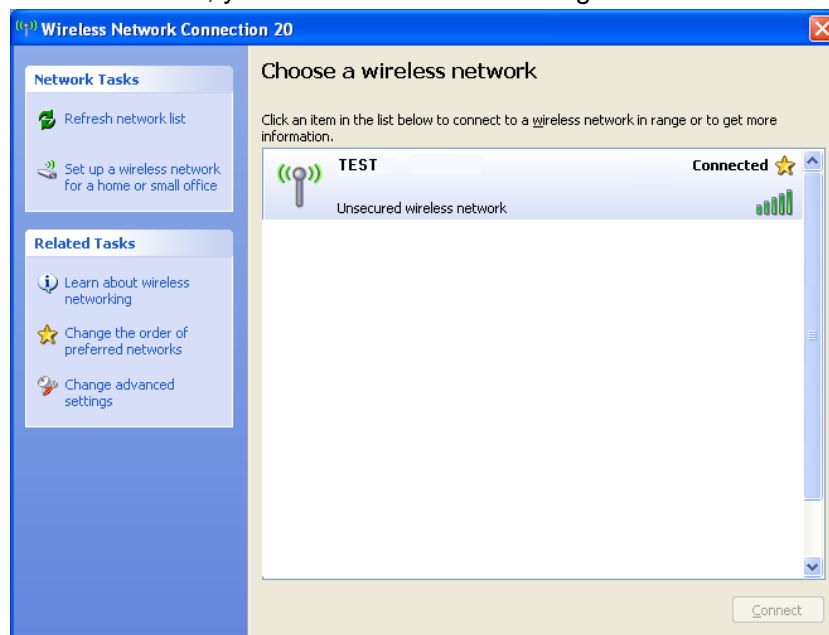 Wireless Network Connection 20
Network Tasks
Refresh network list
Set up a wireless network
for a home or small office
Related Tasks
Learn about wireless
networking
Change the order of
preferred networks
Change advanced
settings
Choose a wireless network
Click an item in the list below to connect to a wireless network in range or to get more
information.
TEST
Connected
Unsecured wireless network
Connect